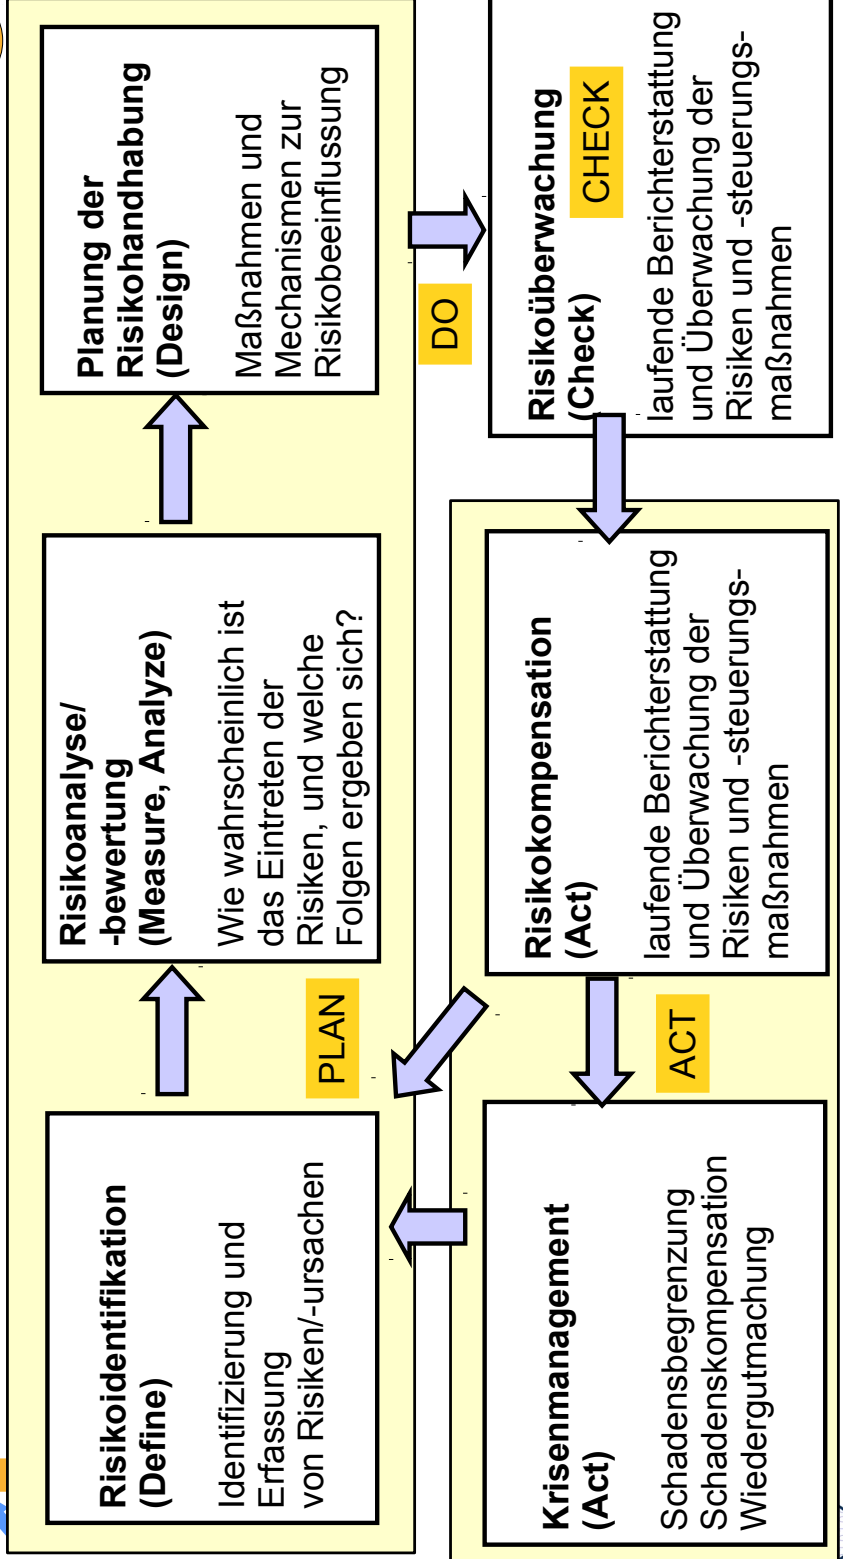 Risikoidentifikation
(Define)
Identifizierung und
Erfassung
von Risiken/-ursachen
PLAN
Risikoanalyse/
-bewertung
(Measure, Analyze)
Wie wahrscheinlich ist
das Eintreten der
Risiken, und welche
Folgen ergeben sich?
Planung der
Risikohandhabung
(Design)
Maßnahmen und
Mechanismen zur
Risikobeeinflussung
DO
Krisenmanagement
(Act)
Schadensbegrenzung
Schadenskompensation
Wiedergutmachung
ACT
Risikokompensation
(Act)
laufende Berichterstattung
und Überwachung der
Risiken und -steuerungs-
maßnahmen
Risikoüberwachung
(Check)
CHECK
laufende Berichterstattung
und Überwachung der
Risiken und -steuerungs-
maßnahmen